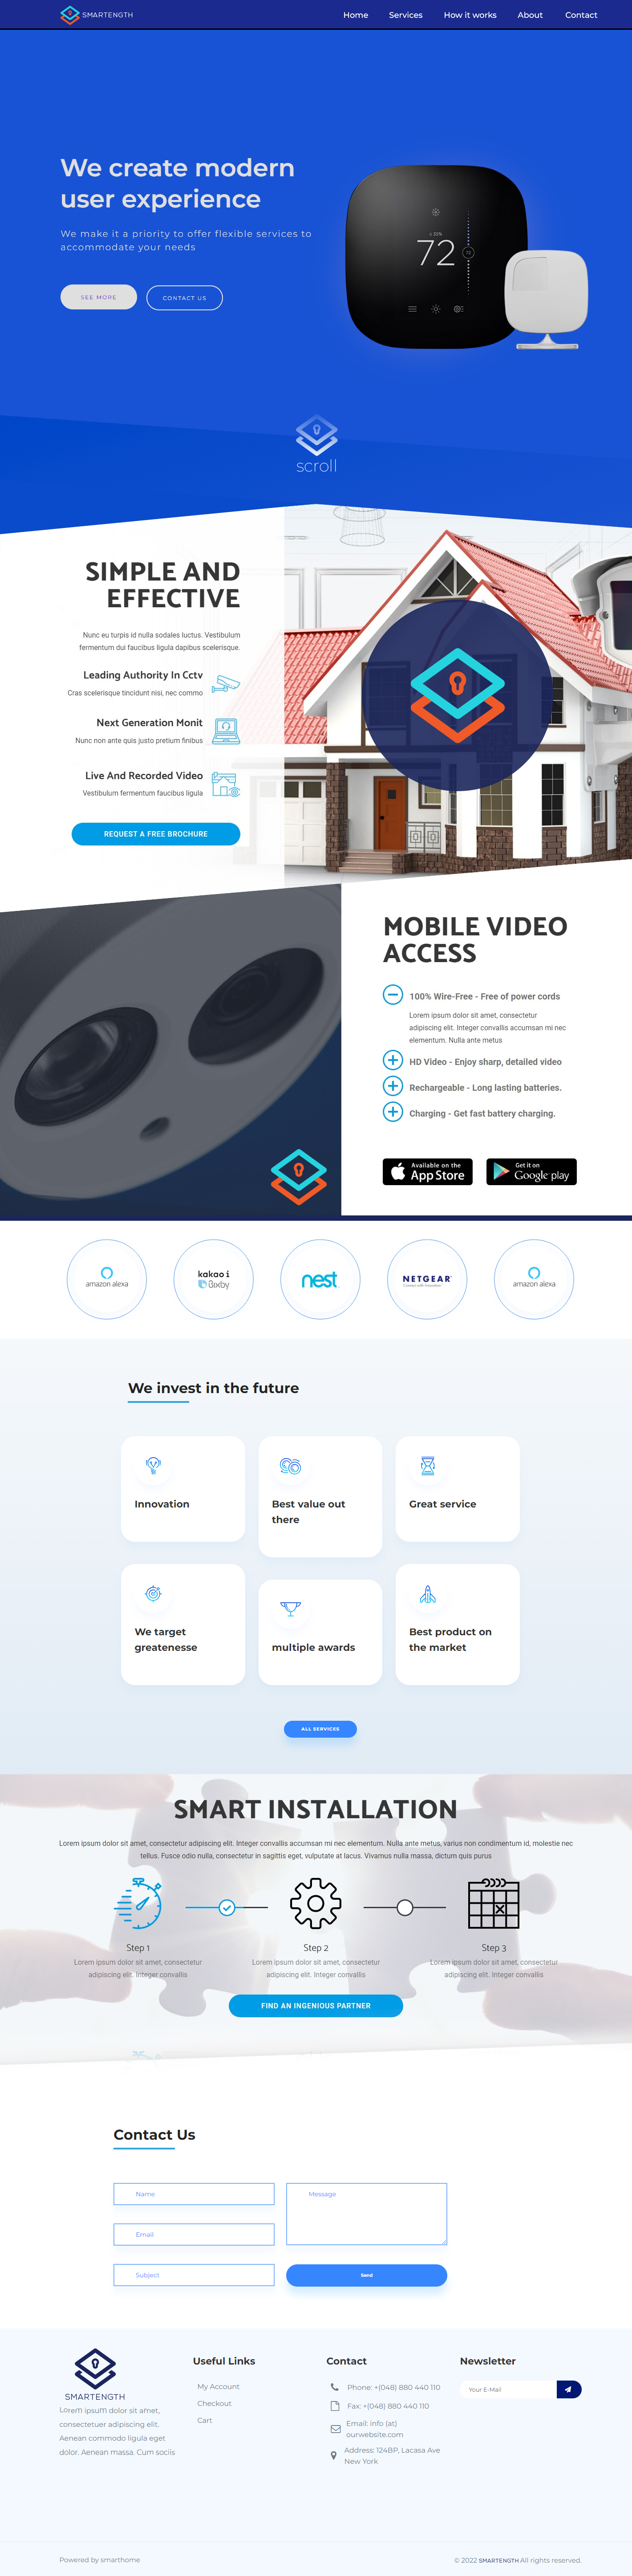 SMARTENGTH
Home Services How it works About Contact
We create modern
user experience
We make it a priority to offer flexible services to
accommodate your needs
SEE MORE
CONTACT US
72
72
scroll
SIMPLE AND
EFFECTIVE
Nunc eu turpis id nulla sodales luctus. Vestibulum
fermentum dui faucibus ligula dapibus scelerisque.
Leading Authority In Cctv
Cras scelerisque tincidunt nisi, nec commo
Next Generation Monit
Nunc non ante quis justo pretium finibus
Live And Recorded Video
Vestibulum fermentum faucibus ligula
REQUEST A FREE BROCHURE
MOBILE VIDEO
ACCESS
100% Wire-Free - Free of power cords
Lorem ipsum dolor sit amet, consectetur
adipiscing elit. Integer convallis accumsan mi nec
elementum. Nulla ante metus
HD Video - Enjoy sharp, detailed video
Rechargeable - Long lasting batteries.
Charging - Get fast battery charging.
Available on the
App Store
Get it on
Google play
amazon alexa
kakao i
Bixby
nest
NETGEAR
amazon alexa
We invest in the future
Innovation
Best value out
there
Great service
We target
greatenesse
multiple awards
Best product on
the market
ALL SERVICES
SMART INSTALLATION
Lorem ipsum dolor sit amet, consectetur adipiscing elit. Integer convallis accumsan mi nec elementum. Nulla ante metus, varius non condimentum id, molestie nec
tellus. Fusce odio nulla, consectetur in sagittis eget, vulputate at lacus. Vivamus nulla massa, dictum quis purus
Step 1
Lorem ipsum dolor sit amet, consectetur
adipiscing elit. Integer convallis
Step 2
Lorem ipsum dolor sit amet, consectetur
adipiscing elit. Integer convallis
Step 3
Lorem ipsum dolor sit amet, consectetur
adipiscing elit. Integer convallis
FIND AN INGENIOUS PARTNER
Contact Us
Name
Email
Subject
Message
Send
SMARTENGTH
Lorem ipsum dolor sit amet,
consectetuer adipiscing elit.
Aenean commodo ligula eget
dolor. Aenean massa. Cum sociis
Useful Links
My Account
Checkout
Cart
Contact
Phone: +(048) 880 440 110
Fax: +(048) 880 440 110
Email: info (at)
ourwebsite.com
Address: 124BP, Lacasa Ave
New York
Newsletter
Your E-Mail
Powered by smarthome
© 2022 SMARTENGTH All rights reserved.